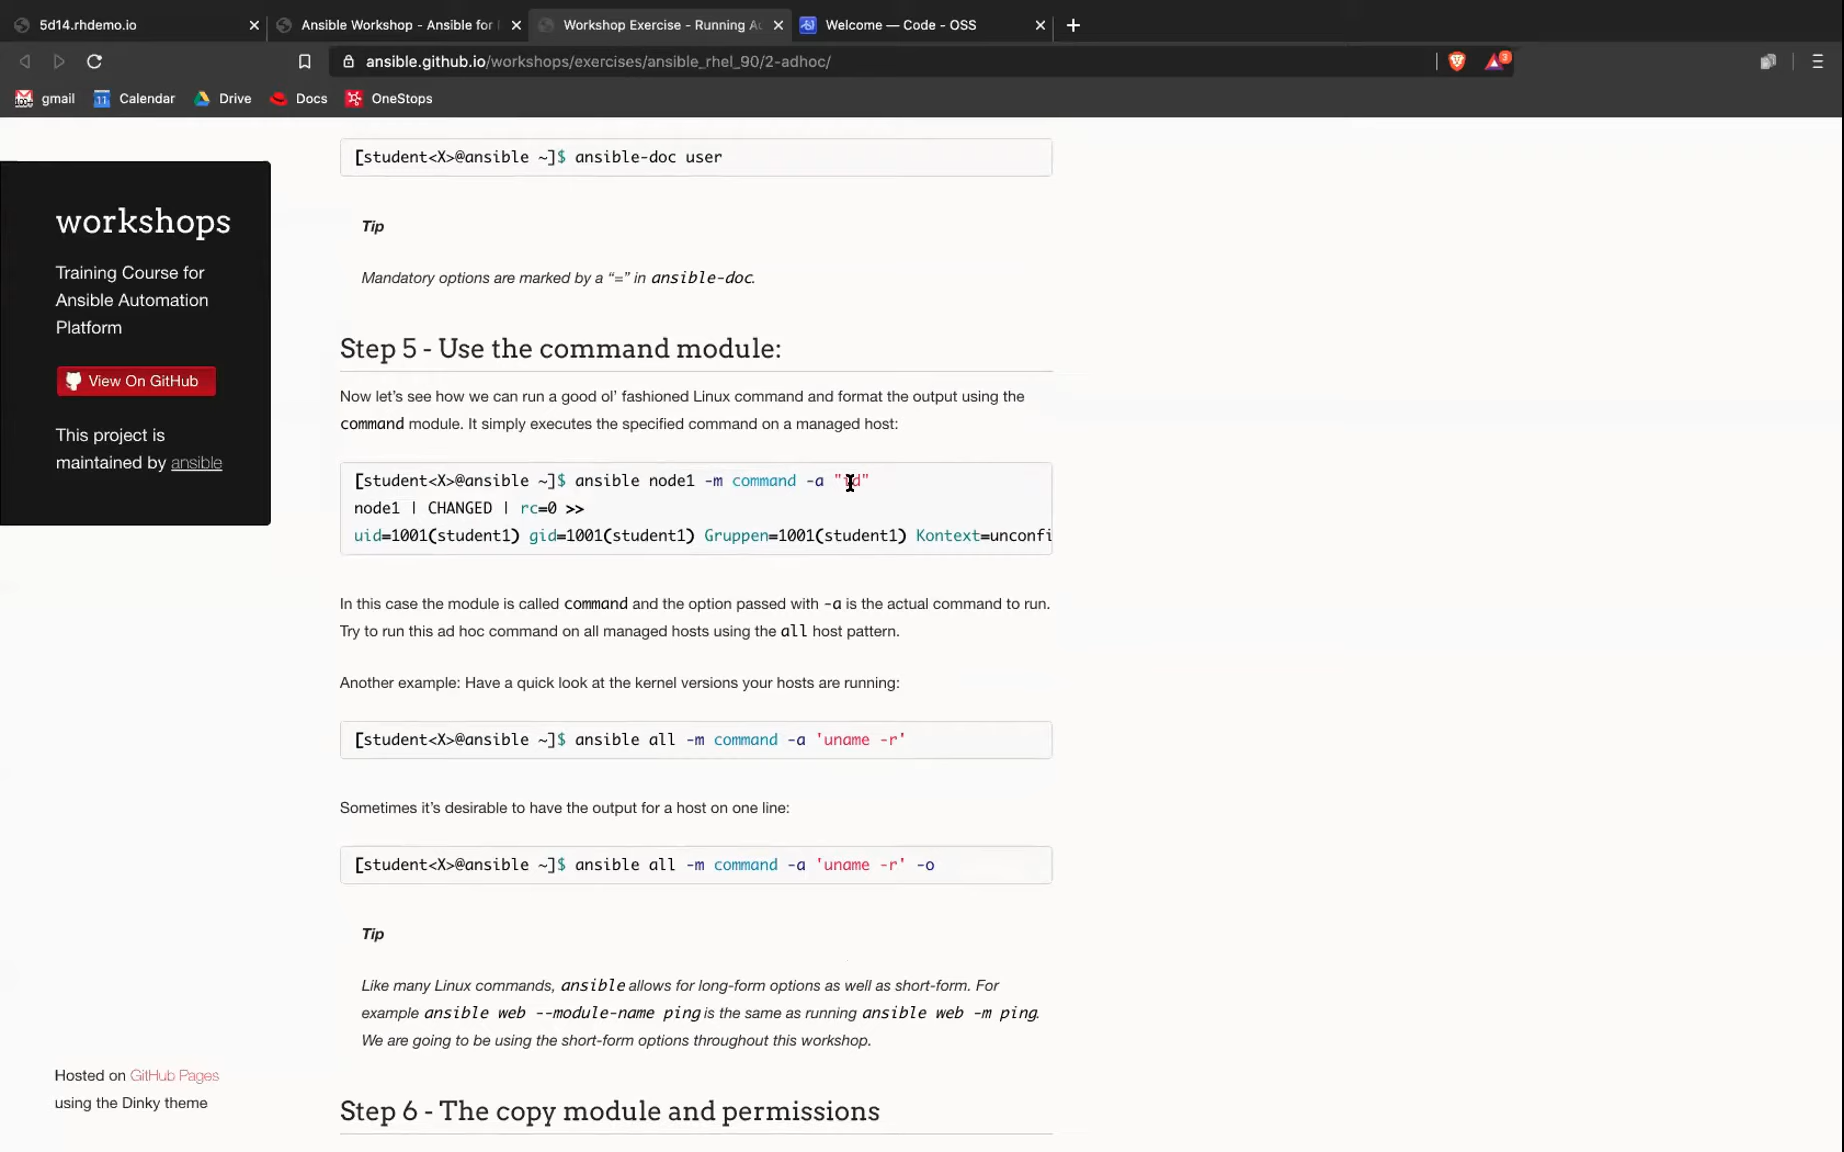 5d14.rhdemo.io
Ansible Workshop - Ansible for
Workshop Exercise - Running A
Welcome — Code - OSS
ansible.github.io/workshops/exercises/ansible_rhel_90/2-adhoc/
3
gmail
11 Calendar
Drive
Docs
OneStops
workshops
Training Course for
Ansible Automation
Platform
View On GitHub
This project is
maintained by ansible
[student<X>@ansible ~]$ ansible-doc user
Tip
Mandatory options are marked by a “=” in ansible-doc.
Step 5 - Use the command module:
Now let’s see how we can run a good ol’ fashioned Linux command and format the output using the
command module. It simply executes the specified command on a managed host:
[student<X>@ansible ~]$ ansible node1 -m command -a "id"
node1 | CHANGED | rc=0 >>
uid=1001(student1) gid=1001(student1) Gruppen=1001(student1) Kontext=unconfi
In this case the module is called command and the option passed with -a is the actual command to run.
Try to run this ad hoc command on all managed hosts using the all host pattern.
Another example: Have a quick look at the kernel versions your hosts are running:
[student<X>@ansible ~]$ ansible all -m command -a 'uname -r'
Sometimes it’s desirable to have the output for a host on one line:
[student<X>@ansible ~]$ ansible all -m command -a 'uname -r' -o
Tip
Like many Linux commands, ansible allows for long-form options as well as short-form. For
example ansible web --module-name ping is the same as running ansible web -m ping.
We are going to be using the short-form options throughout this workshop.
Step 6 - The copy module and permissions
Hosted on GitHub Pages
using the Dinky theme